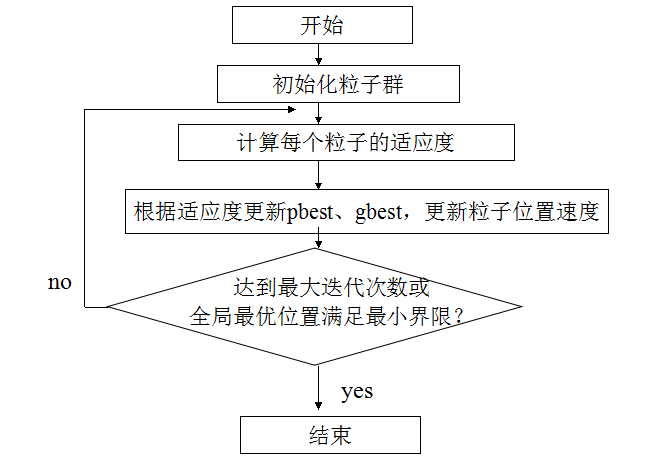 开始
初始化粒子群
计算每个粒子的适应度
根据适应度更新pbest、gbest，更新粒子位置速度
no
达到最大迭代次数或
全局最优位置满足最小界限？
yes
结束